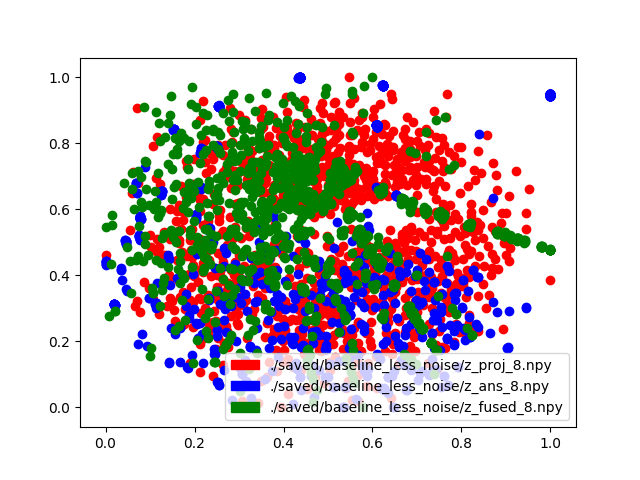 1.0
0.8
0.6
0.4
0.2
0.0
./saved/baseline_less_noise/z_proj_8.npy
./saved/baseline_less_noise/z_ans_8.npy
./saved/baseline_less_noise/z_fused_8.npy
0.0 0.2 0.4 0.6 0.8 1.0